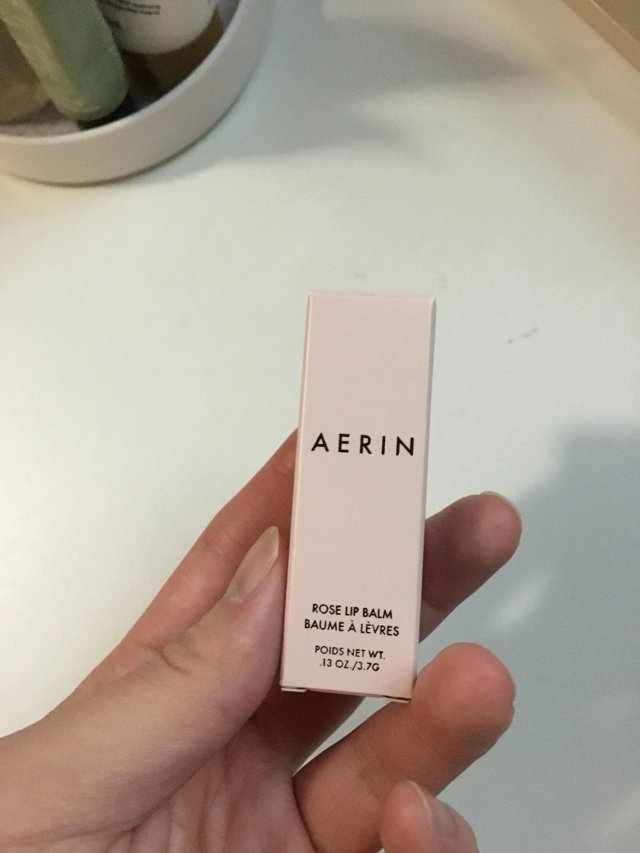 AERIN
ROSE LIP BALM
BAUME À LÈVRES
POIDS NET WT.
.13 OZ./3.7G